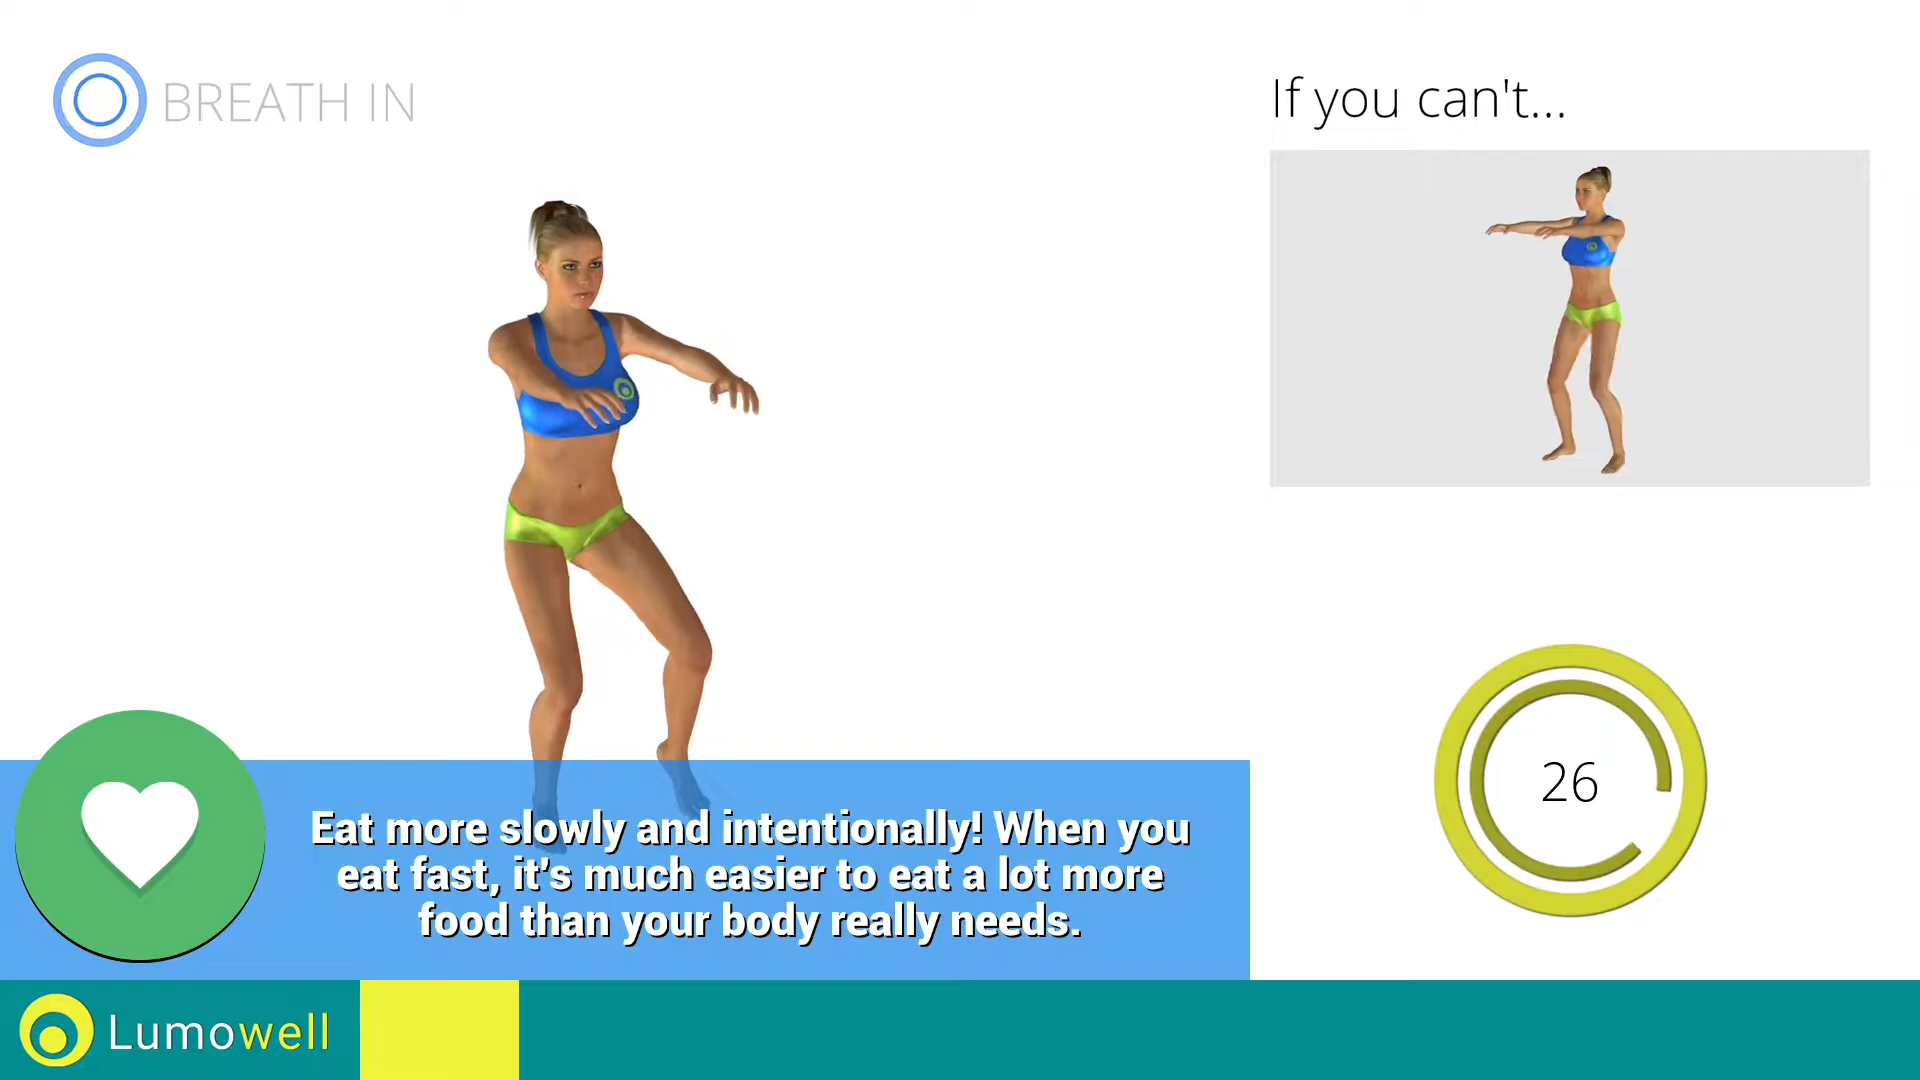 BREATH IN
If you can't...
26
Eat more slowly and intentionally! When you
eat fast, it's much easier to eat a lot more
food than your body really needs.
Lumowell